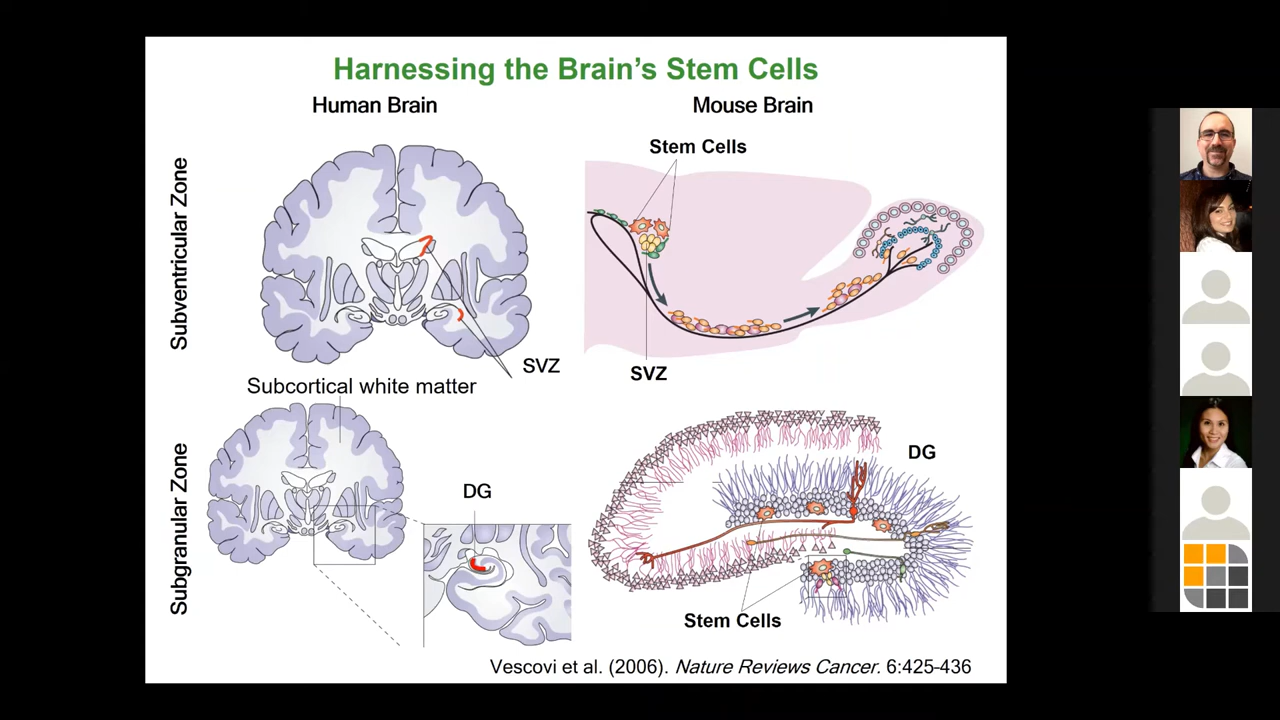 Harnessing the Brain's Stem Cells
Human Brain
Mouse Brain
Subventricular Zone
Stem Cells
SVZ
SVZ
Subcortical white matter
Subgranular Zone
DG
DG
Stem Cells
Vescovi et al. (2006). Nature Reviews Cancer. 6:425-436